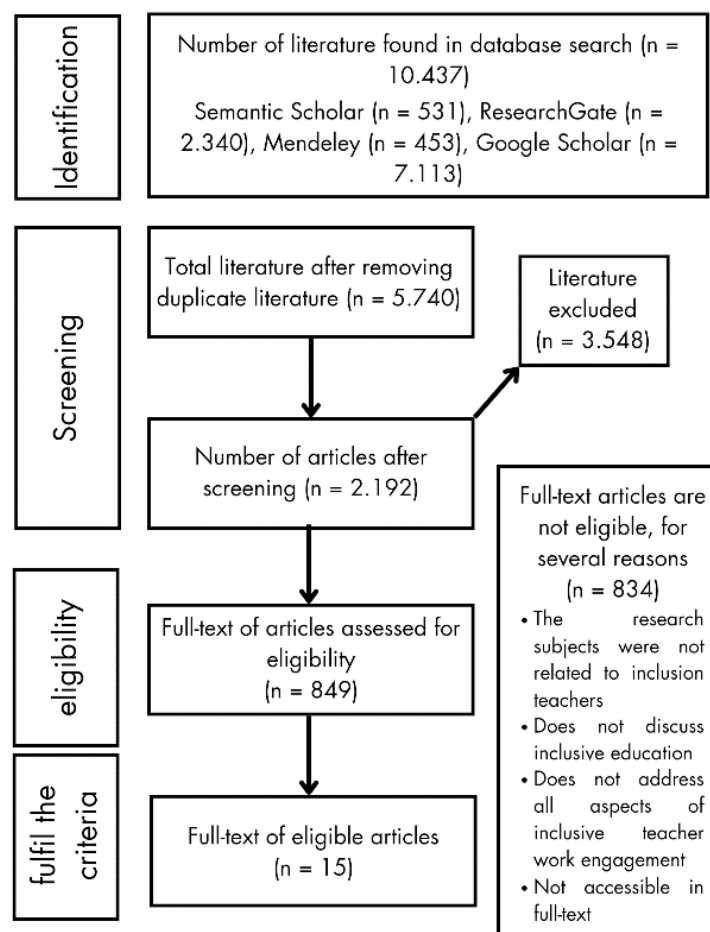 Identification
Number of literature found in database search (n =
10.437)
Semantic Scholar (n = 531), ResearchGate (n =
2.340), Mendeley (n = 453), Google Scholar (n =
7.113)
Screening
Total literature after removing
duplicate literature (n = 5.740)
Literature
excluded
(n = 3.548)
Number of articles after
screening (n = 2.192)
eligibility
Full-text of articles assessed for
eligibility
(n = 849)
Full-text articles are
not eligible, for
several reasons
(n = 834)
• The research
subjects were not
related to inclusion
teachers
• Does not discuss
inclusive education
• Does not address
all aspects of
inclusive teacher
work engagement
• Not accessible in
full-text
fulfil the
criteria
Full-text of eligible articles
(n = 15)